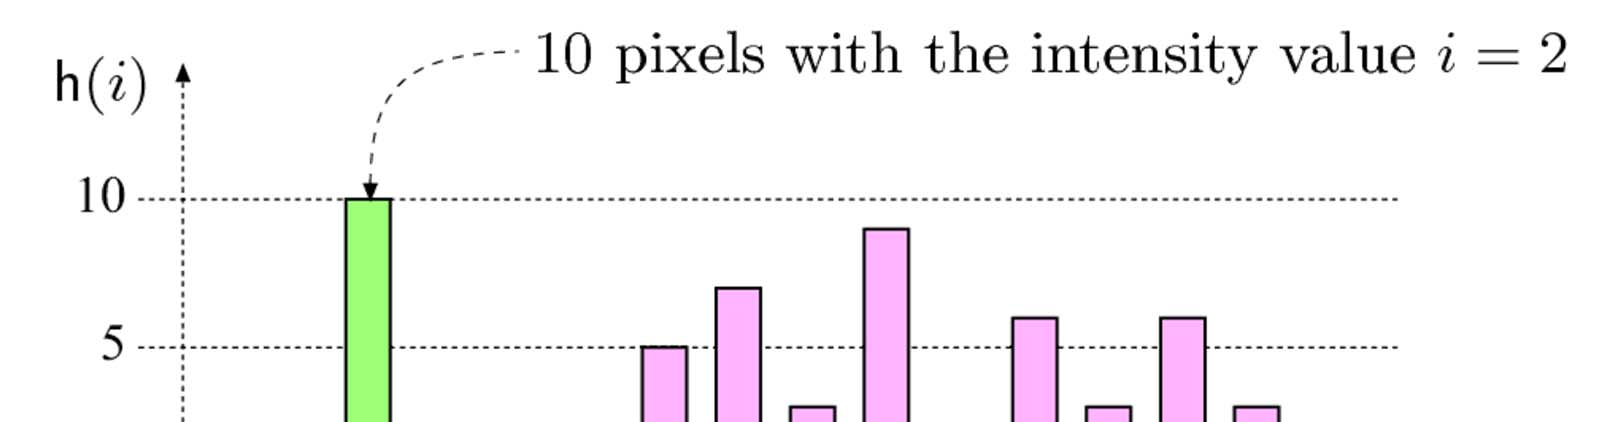 10 pixels with the intensity value i = 2
h(i)
10
5